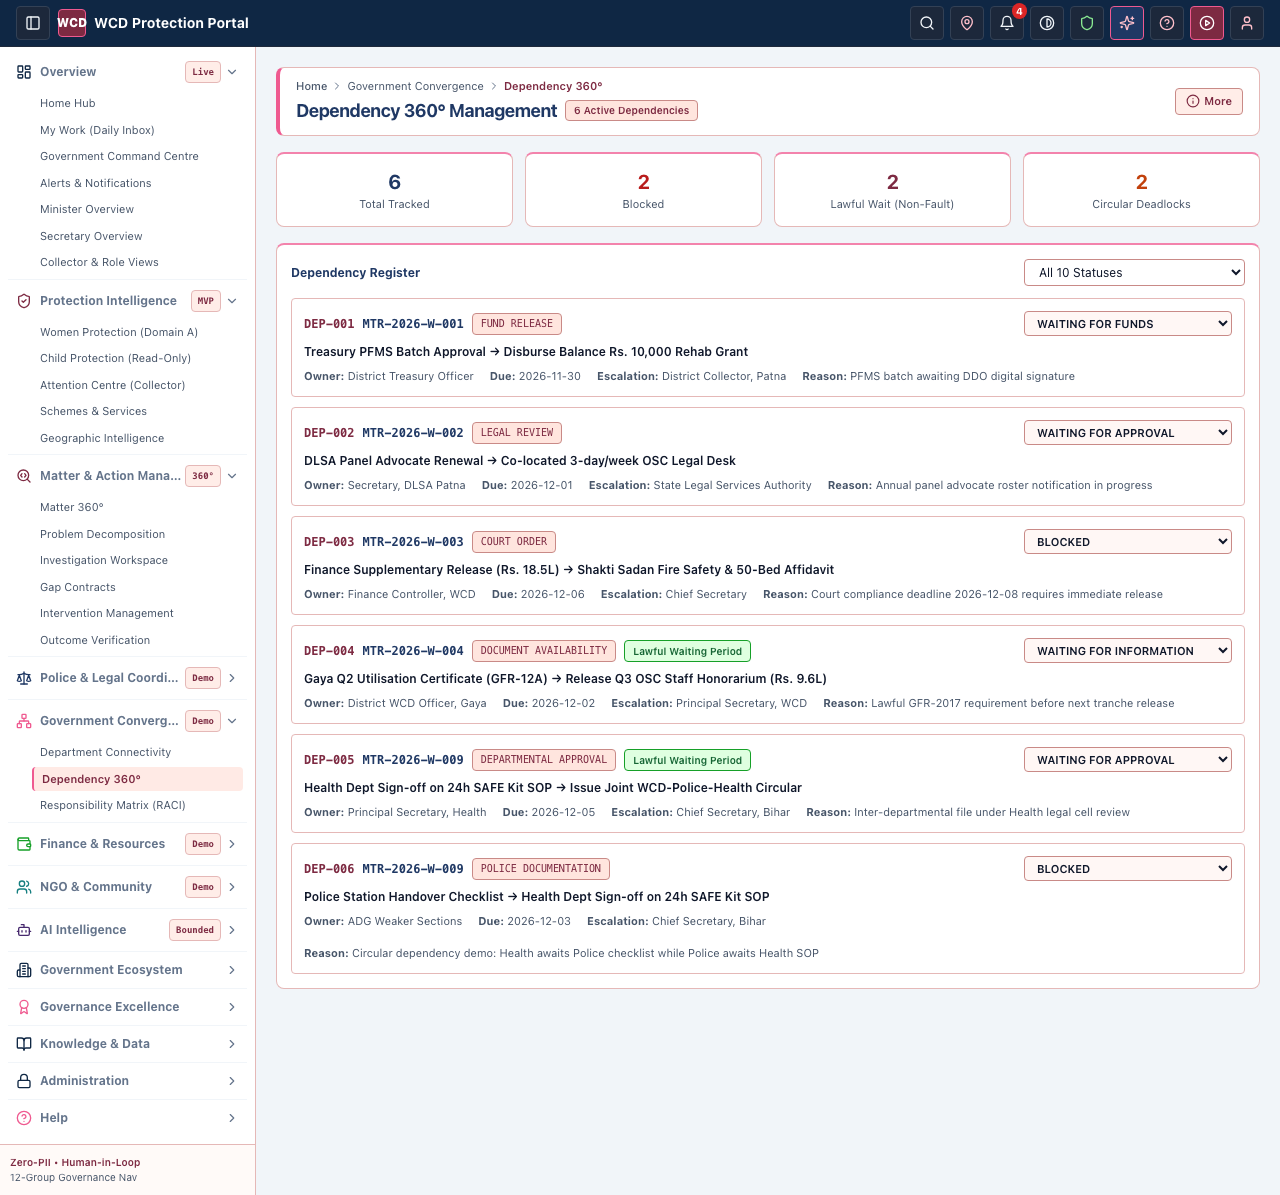 WCD WCD Protection Portal
4
Overview Live
Home Hub
My Work (Daily Inbox)
Government Command Centre
Alerts & Notifications
Minister Overview
Secretary Overview
Collector & Role Views
Protection Intelligence MVP
Women Protection (Domain A)
Child Protection (Read-Only)
Attention Centre (Collector)
Schemes & Services
Geographic Intelligence
Matter & Action Mana... 360°
Matter 360°
Problem Decomposition
Investigation Workspace
Gap Contracts
Intervention Management
Outcome Verification
Police & Legal Coordi... Demo
Government Converg... Demo
Department Connectivity
Dependency 360°
Responsibility Matrix (RACI)
Finance & Resources Demo
NGO & Community Demo
AI Intelligence Bounded
Government Ecosystem
Governance Excellence
Knowledge & Data
Administration
Help
Zero-PII • Human-in-Loop
12-Group Governance Nav
Home > Government Convergence > Dependency 360°
Dependency 360° Management 6 Active Dependencies
More
6
Total Tracked
2
Blocked
2
Lawful Wait (Non-Fault)
2
Circular Deadlocks
Dependency Register All 10 Statuses
DEP-001 MTR-2026-W-001 FUND RELEASE WAITING FOR FUNDS
Treasury PFMS Batch Approval → Disburse Balance Rs. 10,000 Rehab Grant
Owner: District Treasury Officer Due: 2026-11-30 Escalation: District Collector, Patna Reason: PFMS batch awaiting DDO digital signature
DEP-002 MTR-2026-W-002 LEGAL REVIEW WAITING FOR APPROVAL
DLSA Panel Advocate Renewal → Co-located 3-day/week OSC Legal Desk
Owner: Secretary, DLSA Patna Due: 2026-12-01 Escalation: State Legal Services Authority Reason: Annual panel advocate roster notification in progress
DEP-003 MTR-2026-W-003 COURT ORDER BLOCKED
Finance Supplementary Release (Rs. 18.5L) → Shakti Sadan Fire Safety & 50-Bed Affidavit
Owner: Finance Controller, WCD Due: 2026-12-06 Escalation: Chief Secretary Reason: Court compliance deadline 2026-12-08 requires immediate release
DEP-004 MTR-2026-W-004 DOCUMENT AVAILABILITY Lawful Waiting Period WAITING FOR INFORMATION
Gaya Q2 Utilisation Certificate (GFR-12A) → Release Q3 OSC Staff Honorarium (Rs. 9.6L)
Owner: District WCD Officer, Gaya Due: 2026-12-02 Escalation: Principal Secretary, WCD Reason: Lawful GFR-2017 requirement before next tranche release
DEP-005 MTR-2026-W-009 DEPARTMENTAL APPROVAL Lawful Waiting Period WAITING FOR APPROVAL
Health Dept Sign-off on 24h SAFE Kit SOP → Issue Joint WCD-Police-Health Circular
Owner: Principal Secretary, Health Due: 2026-12-05 Escalation: Chief Secretary, Bihar Reason: Inter-departmental file under Health legal cell review
DEP-006 MTR-2026-W-009 POLICE DOCUMENTATION BLOCKED
Police Station Handover Checklist → Health Dept Sign-off on 24h SAFE Kit SOP
Owner: ADG Weaker Sections Due: 2026-12-03 Escalation: Chief Secretary, Bihar
Reason: Circular dependency demo: Health awaits Police checklist while Police awaits Health SOP